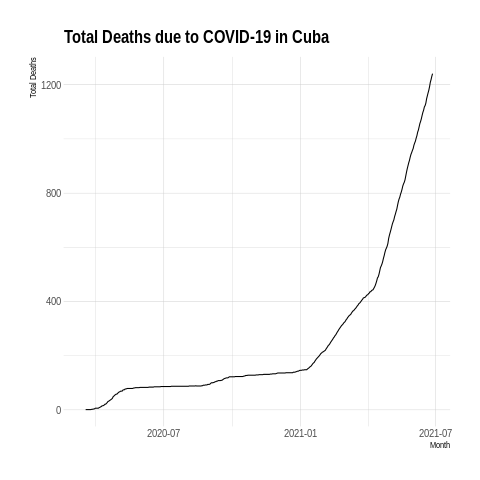 Total Deaths due to COVID-19 in Cuba
Total Deaths
1200
800
400
0
2020-07
2021-01
2021-07
Month